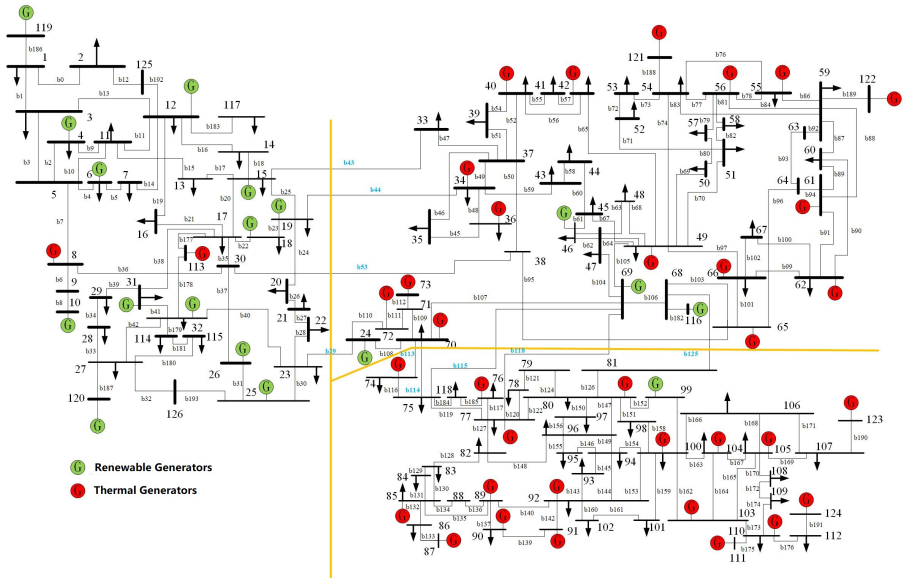 G
119
b186
1
2
125
b0
b12
b192
b1
b13
3
12
117
G
b183
G
4
11
b11
b9
b16
14
b3
b2
b10
G
6
7
b14
b15
b17
b18
15
5
b4
b5
13
b20
G
b25
b19
b7
16
b21
17
b23
G
19
b22
G
18
b24
G
8
b38
b177
G
113
b35
30
b36
b6
9
b8
10
G
31
b39
29
G
b178
b37
20
b26
21
b27
22
b28
34
28
b41
b42
G
32
b179
114
115
b181
b180
b40
b33
27
b187
120
G
b32
126
b193
26
G
b31
25
G
23
b30
b29
b43
b44
b53
G
Renewable Generators
G
Thermal Generators
33
b47
40
G
41
42
G
b54
b55
b57
39
b52
b56
b51
37
34
G
b49
b50
b48
b46
35
b45
G
36
43
b58
44
b59
b60
b65
38
b95
G
45
b61
b67
46
b62
b64
47
b63
b68
48
b105
49
G
b104
69
G
b106
68
b182
116
G
b103
G
121
b188
53
54
b72
b73
52
b71
b74
b76
b83
b77
56
G
b78
55
G
b84
b86
b81
58
57
b79
b82
b80
51
50
b69
b70
59
122
b189
G
63
b92
b87
b88
60
b93
b89
64
61
b94
G
b96
b91
b90
67
b97
66
G
b102
b100
b99
b101
62
G
65
G
b107
G
73
b112
G
71
b111
b109
72
b110
24
G
b108
70
G
b113
74
b116
b114
75
b115
118
b184
b185
b119
G
76
b117
78
b118
b120
77
G
b127
b122
79
b121
80
b124
b126
81
b125
b150
b147
97
b156
96
b155
b146
b149
95
b145
93
94
b154
b151
98
b152
G
99
b158
G
b128
82
b148
83
84
b129
b130
b131
85
G
b132
b134
88
b136
89
G
b135
86
b133
87
G
b137
90
G
b139
b140
92
G
b142
91
G
b143
b144
b153
b160
b161
102
101
b159
b166
106
b168
b171
100
G
b163
104
G
b167
105
G
b169
107
b190
123
G
b162
b164
b165
b170
108
b172
109
b174
103
G
110
b173
G
111
G
b175
b176
112
G
124
b191